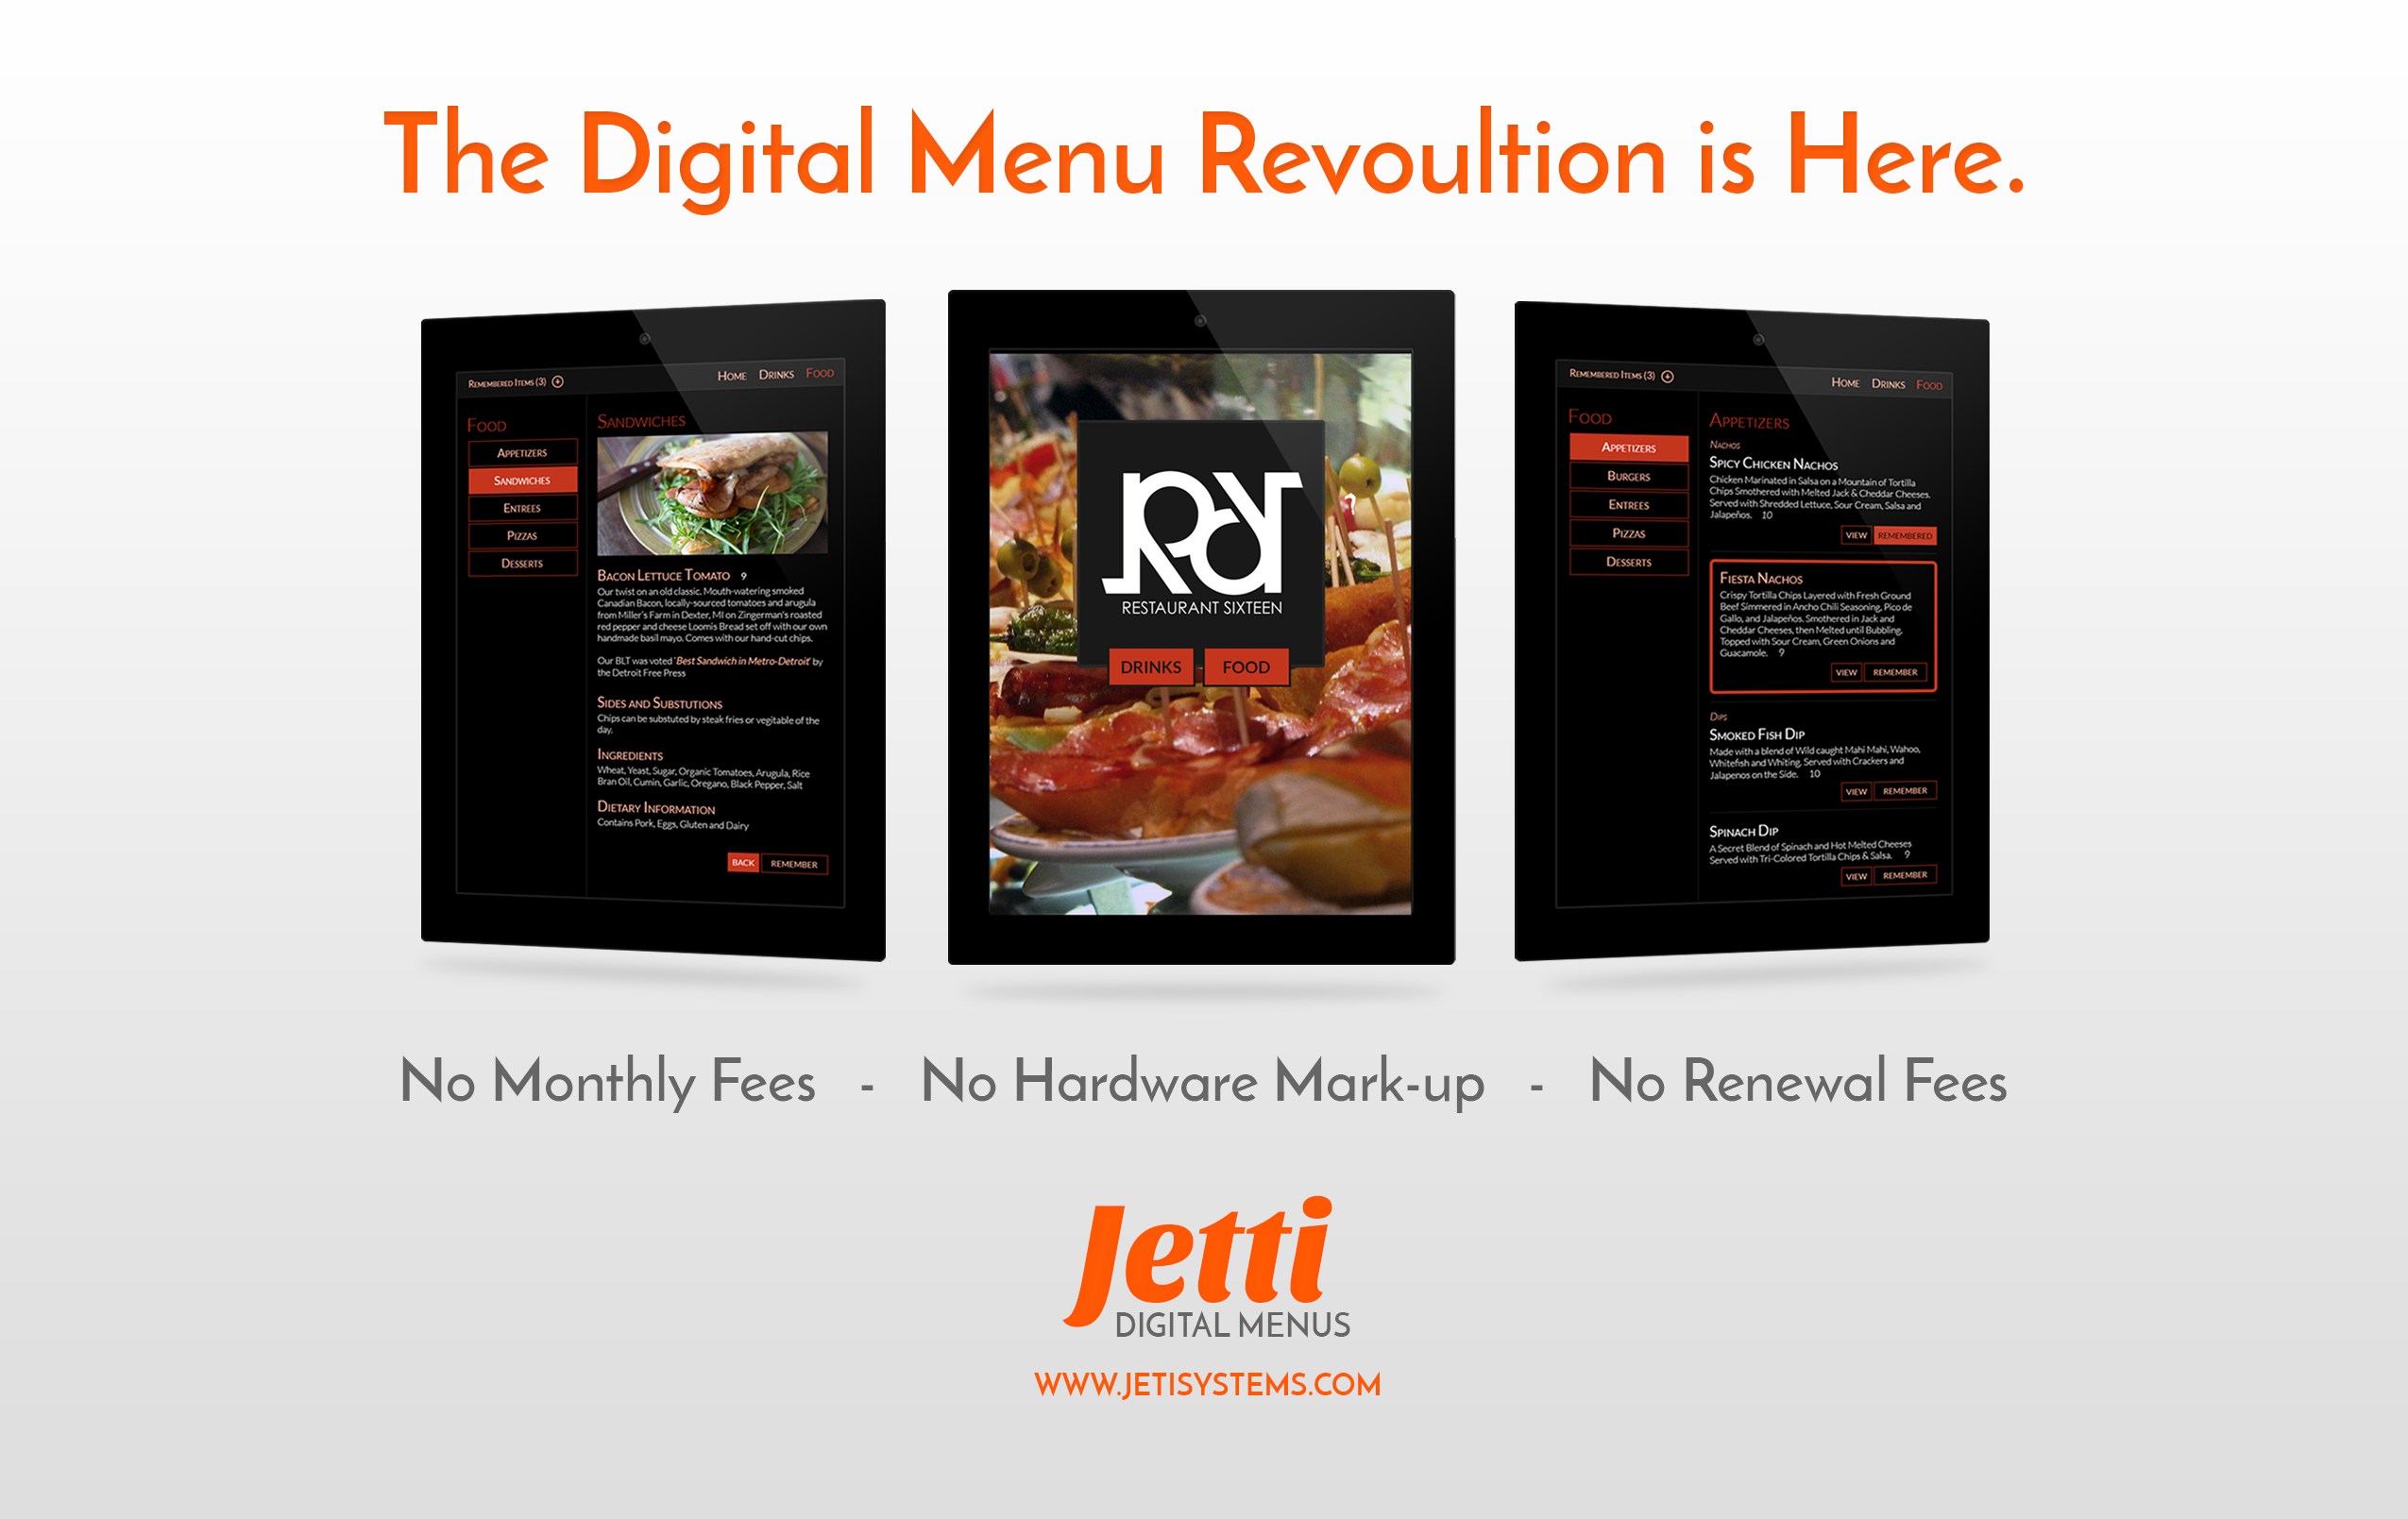 The Digital Menu Revoultion is Here.
Remembered Items (3)
Home Drinks Food
Food
Appetizers
Sandwiches
Entrees
Pizzas
Desserts
Sandwiches
Bacon Lettuce Tomato 9
Our twist on an old classic. Mouth-watering smoked
Canadian Bacon, locally-sourced tomatoes and arugula
from Miller's Farm in Dexter, MI on Zingerman's roasted
red pepper and cheese Loomis Bread set off with our own
handmade basil mayo. Comes with our hand-cut chips.
Our BLT was voted 'Best Sandwich in Metro-Detroit' by
the Detroit Free Press
Sides and Substutions
Chips can be substuted by steak fries or vegitable of the
day.
Ingredients
Wheat, Yeast, Sugar, Organic Tomatoes, Arugula, Rice
Bran Oil, Cumin, Garlic, Oregano, Black Pepper, Salt
Dietary Information
Contains Pork, Eggs, Gluten and Dairy
BACK REMEMBER
RESTAURANT SIXTEEN
DRINKS FOOD
Remembered Items (3)
Home Drinks Food
Food
Appetizers
Burgers
Entrees
Pizzas
Desserts
Appetizers
Nachos
Spicy Chicken Nachos
Chicken Marinated in Salsa on a Mountain of Tortilla
Chips Smothered with Melted Jack & Cheddar Cheeses.
Served with Shredded Lettuce, Sour Cream, Salsa and
Jalapeños. 10
VIEW REMEMBERED
Fiesta Nachos
Crispy Tortilla Chips Layered with Fresh Ground
Beef Simmered in Ancho Chili Seasoning, Pico de
Gallo, and Jalapeños. Smothered in Jack and
Cheddar Cheeses, then Melted until Bubbling.
Topped with Sour Cream, Green Onions and
Guacamole. 9
VIEW REMEMBER
Dips
Smoked Fish Dip
Made with a blend of Wild caught Mahi Mahi, Wahoo,
Whitefish and Whiting. Served with Crackers and
Jalapenos on the Side. 10
VIEW REMEMBER
Spinach Dip
A Secret Blend of Spinach and Hot Melted Cheeses
Served with Tri-Colored Tortilla Chips & Salsa. 9
VIEW REMEMBER
No Monthly Fees - No Hardware Mark-up - No Renewal Fees
Jetti
DIGITAL MENUS
WWW.JETISYSTEMS.COM